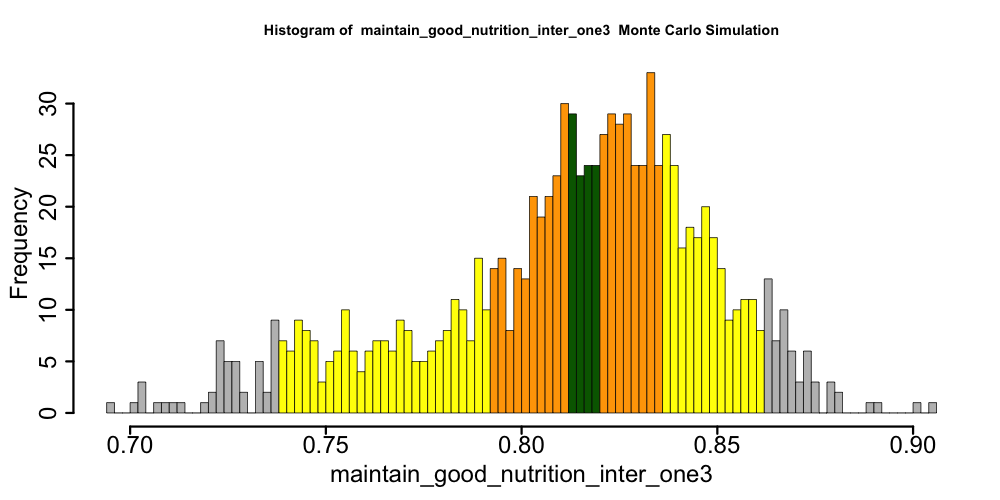 Histogram of  maintain_good_nutrition_inter_one3  Monte Carlo Simulation
Frequency
30
25
20
15
10
5
0
0.70 0.75 0.80 0.85 0.90
maintain_good_nutrition_inter_one3